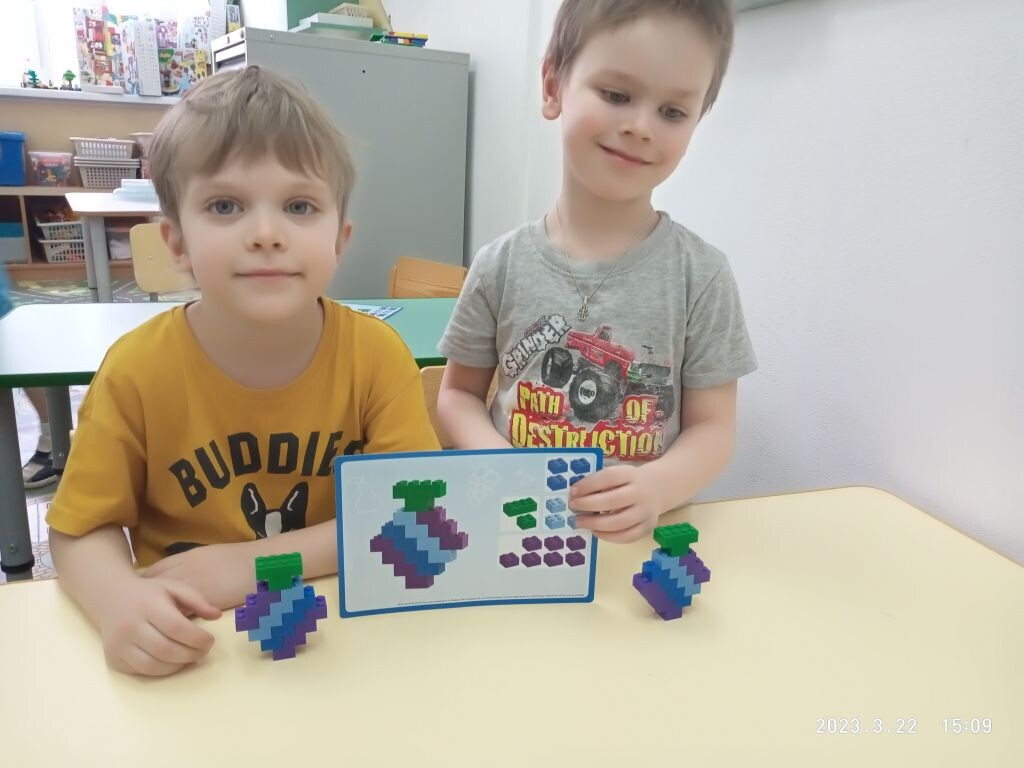 BUDDIES
GRINDER
PATH OF
DESTRUCTION
2023.3.22 15:09